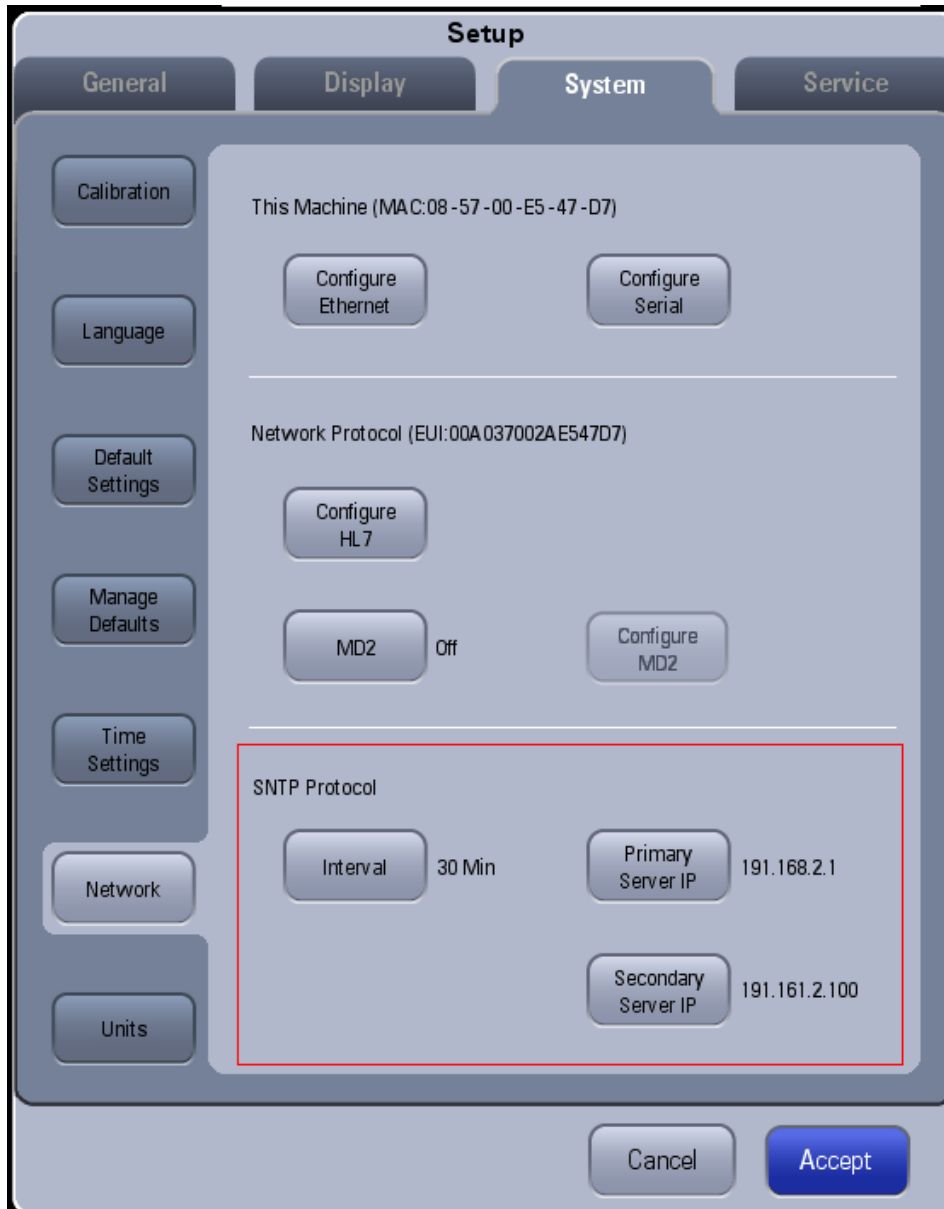 Setup
General Display System Service
Calibration
Language
Default
Settings
Manage
Defaults
Time
Settings
Network
Units
This Machine (MAC:08-57-00-E5-47-D7)
Configure
Ethernet
Configure
Serial
Network Protocol (EUI:00A037002AE547D7)
Configure
HL7
MD2 Off
Configure
MD2
SNTP Protocol
Interval 30 Min
Primary
Server IP
191.168.2.1
Secondary
Server IP
191.161.2.100
Cancel Accept